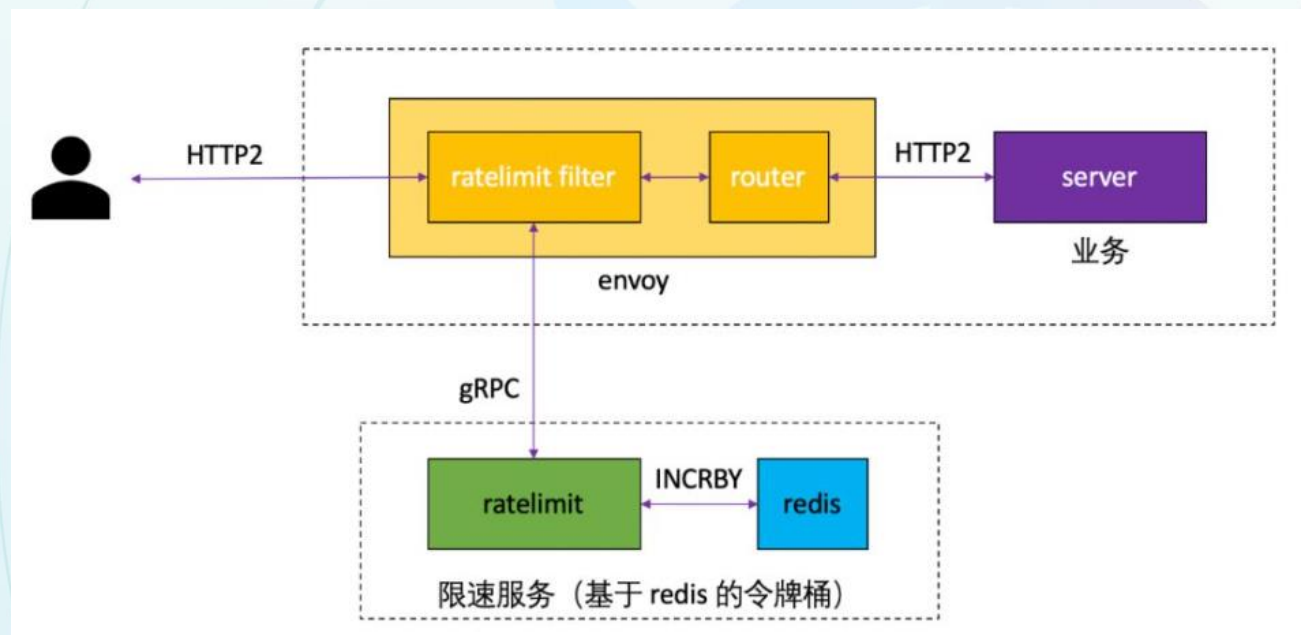 HTTP2
ratelimit filter
router
HTTP2
server
业务
envoy
gRPC
ratelimit
INCRBY
redis
限速服务（基于 redis 的令牌桶）